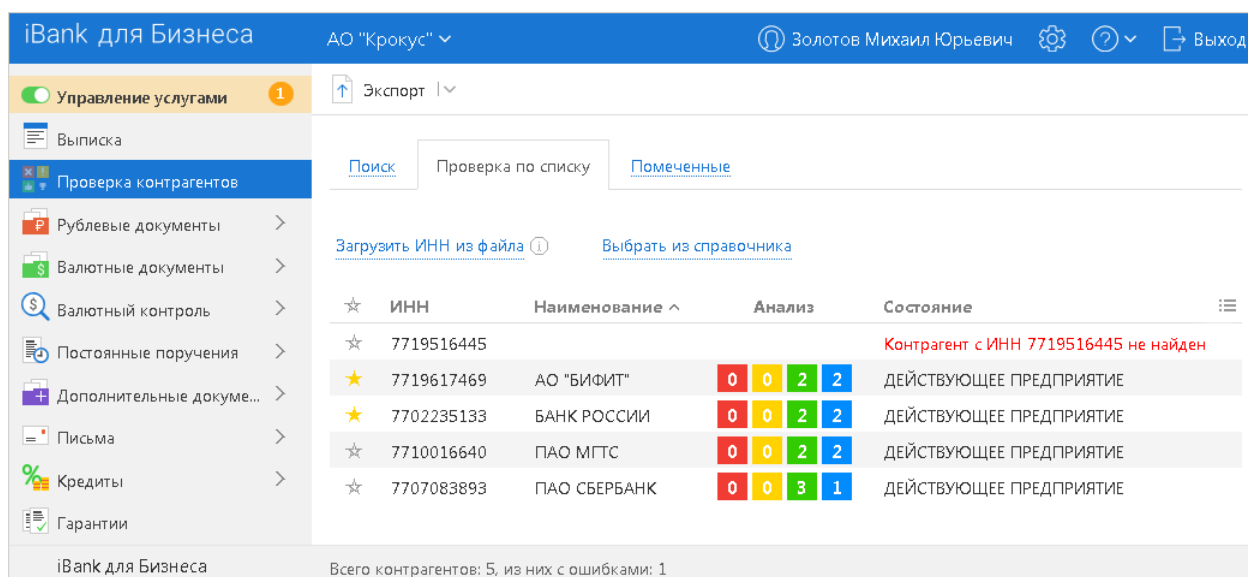 iBank для Бизнеса
АО "Крокус"
Золотов Михаил Юрьевич
Выход
Управление услугами 1
Выписка
Проверка контрагентов
Рублевые документы
Валютные документы
Валютный контроль
Постоянные поручения
Дополнительные докуме...
Письма
Кредиты
Гарантии
iBank для Бизнеса
Экспорт
Поиск Проверка по списку Помеченные
Загрузить ИНН из файла Выбрать из справочника
ИНН Наименование Анализ Состояние
7719516445 Контрагент с ИНН 7719516445 не найден
7719617469 АО "БИФИТ" 0 0 2 2 ДЕЙСТВУЮЩЕЕ ПРЕДПРИЯТИЕ
7702235133 БАНК РОССИИ 0 0 2 2 ДЕЙСТВУЮЩЕЕ ПРЕДПРИЯТИЕ
7710016640 ПАО МГТС 0 0 2 2 ДЕЙСТВУЮЩЕЕ ПРЕДПРИЯТИЕ
7707083893 ПАО СБЕРБАНК 0 0 3 1 ДЕЙСТВУЮЩЕЕ ПРЕДПРИЯТИЕ
Всего контрагентов: 5, из них с ошибками: 1